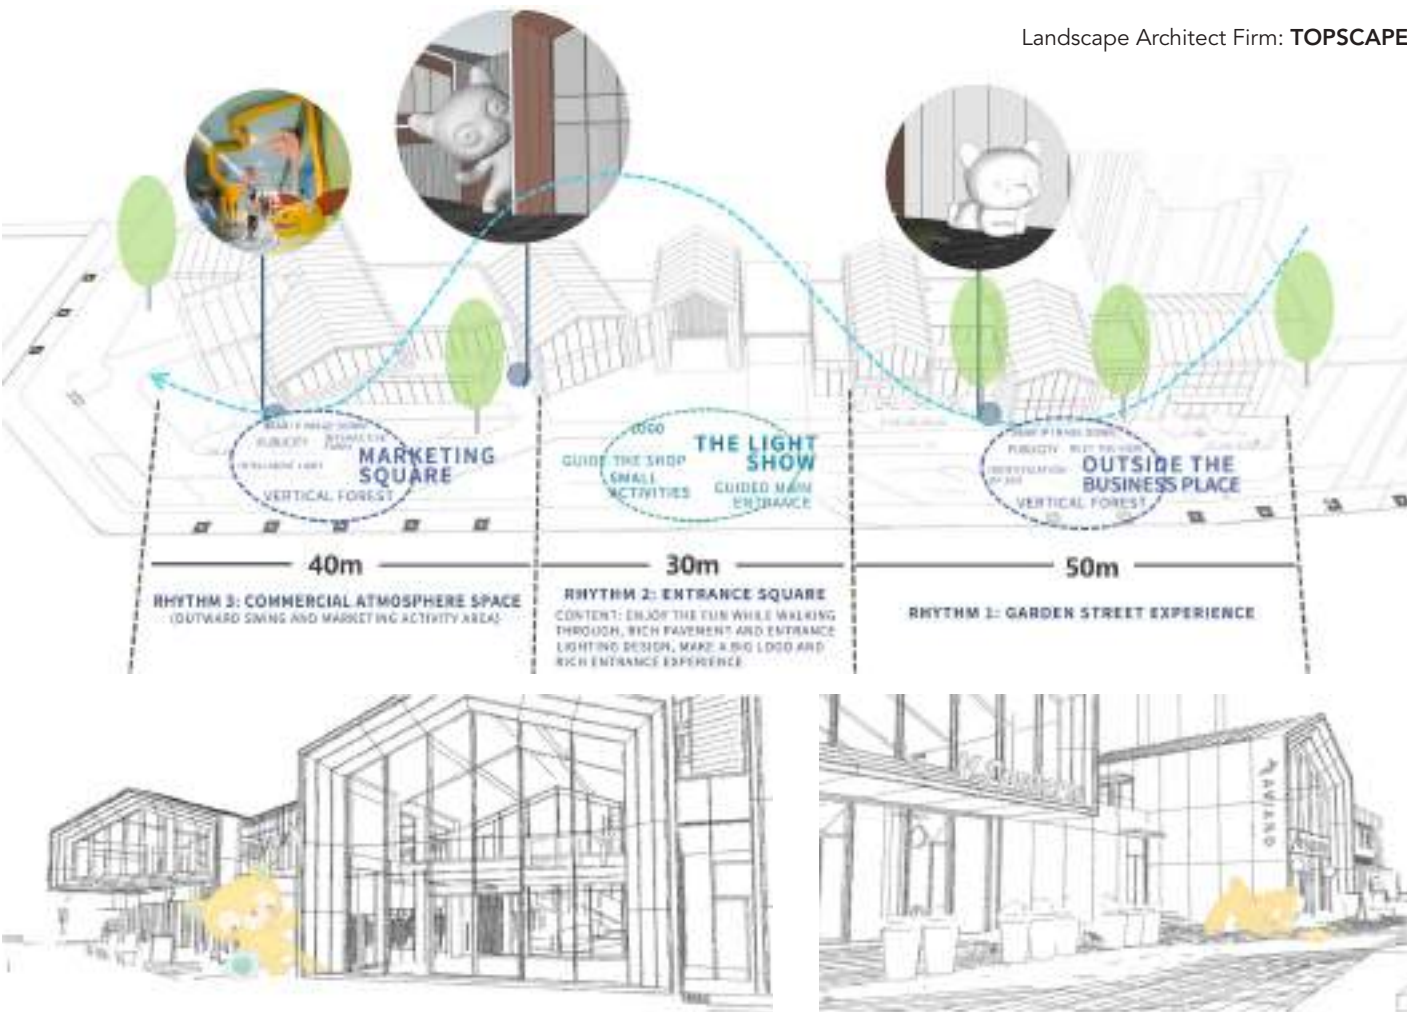 Landscape Architect Firm: TOPSCAPE
PUBLICITY
MARKETING
SQUARE
VERTICAL FOREST
LOGO
THE LIGHT
SHOW
GUIDE THE SHOP
SMALL
ACTIVITIES
GUIDED MAIN
ENTRAANCE
PUBLICITY
OUTSIDE THE
BUSINESS PLACE
VERTICAL FOREST
40m
30m
50m
RHYTHM 3: COMMERCIAL ATMOSPHERE SPACE
(OUTWARD SWING AND MARKETING ACTIVITY AREA)
RHYTHM 2: ENTRANCE SQUARE
CONTENT: ENJOY THE FUN WHILE WALKING
THROUGH, RICH PAVEMENT AND ENTRANCE
LIGHTING DESIGN, MAKE A BIG LOGO AND
RICH ENTRANCE EXPERIENCE
RHYTHM 1: GARDEN STREET EXPERIENCE